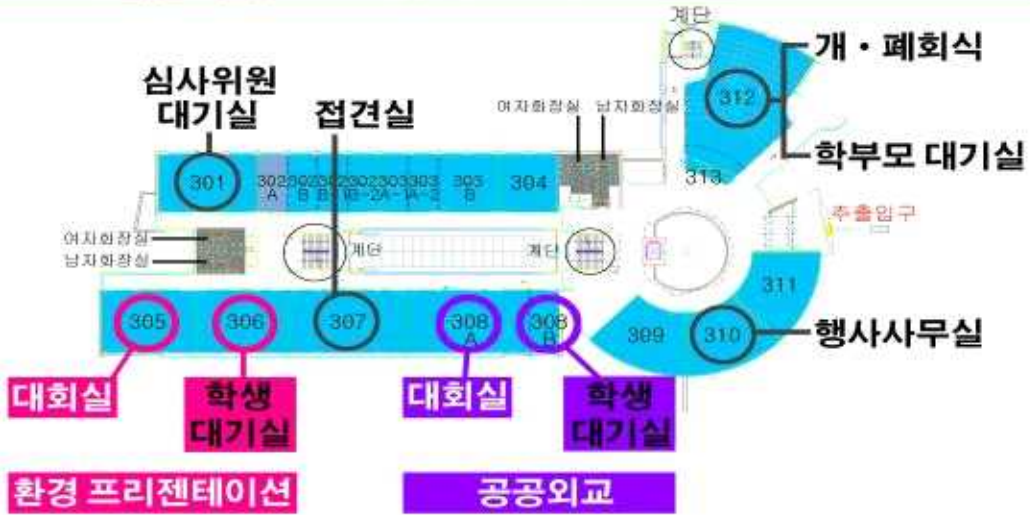 계단
개・폐회식
심사위원
대기실
접견실
여자화장실
남자화장실
312
학부모 대기실
301
302
A
302
B
303
B
304
313
주출입구
여자화장실
남자화장실
계단
계단
311
305
306
307
308
A
308
B
309
310
행사사무실
대회실
학생
대기실
대회실
학생
대기실
환경 프리젠테이션
공공외교